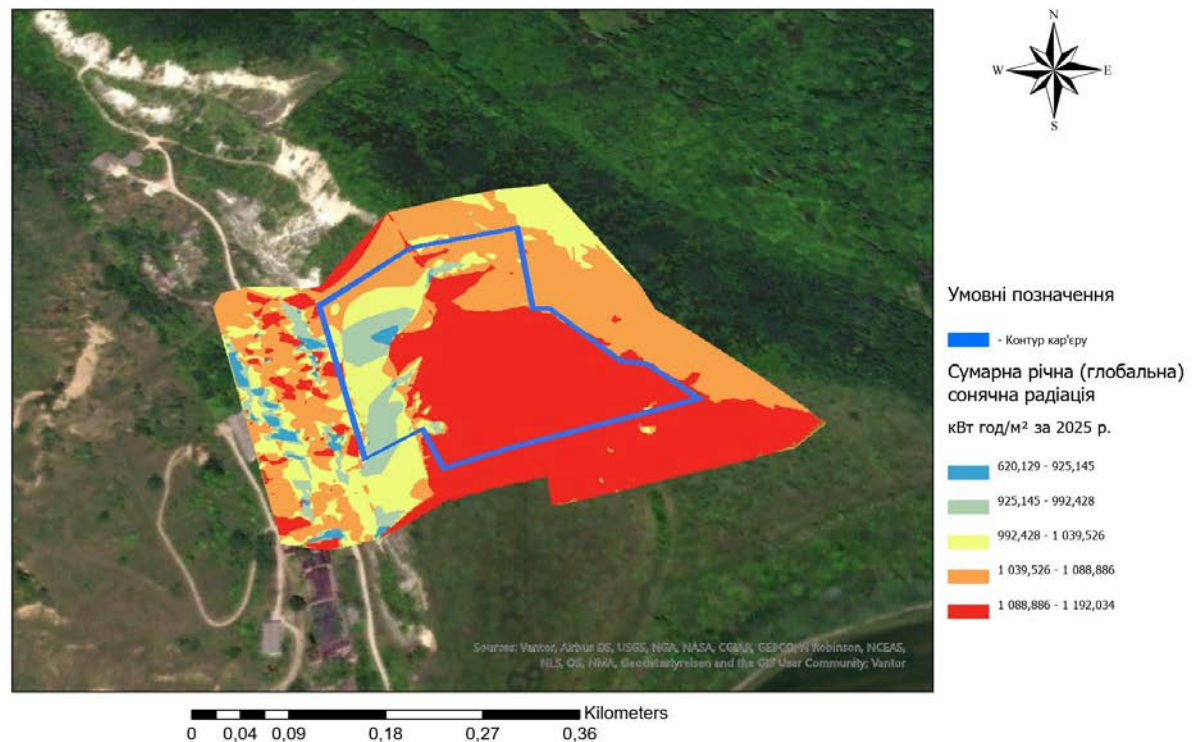 N
W E
S
Умовні позначення
- Контур кар'єру
Сумарна річна (глобальна)
сонячна радіація
кВт год/м² за 2025 р.
620,129 - 925,145
925,145 - 992,428
992,428 - 1 039,526
1 039,526 - 1 088,886
1 088,886 - 1 192,034
Sources: Vantor, Airbus DS, USGS, NGA, NASA, CGIAR, GEBCO, N Robinson, NCEAS,
NLS, OS, NMA, Geodatastyrelsen and the GIS User Community; Vantor
Kilometers
0 0,04 0,09 0,18 0,27 0,36